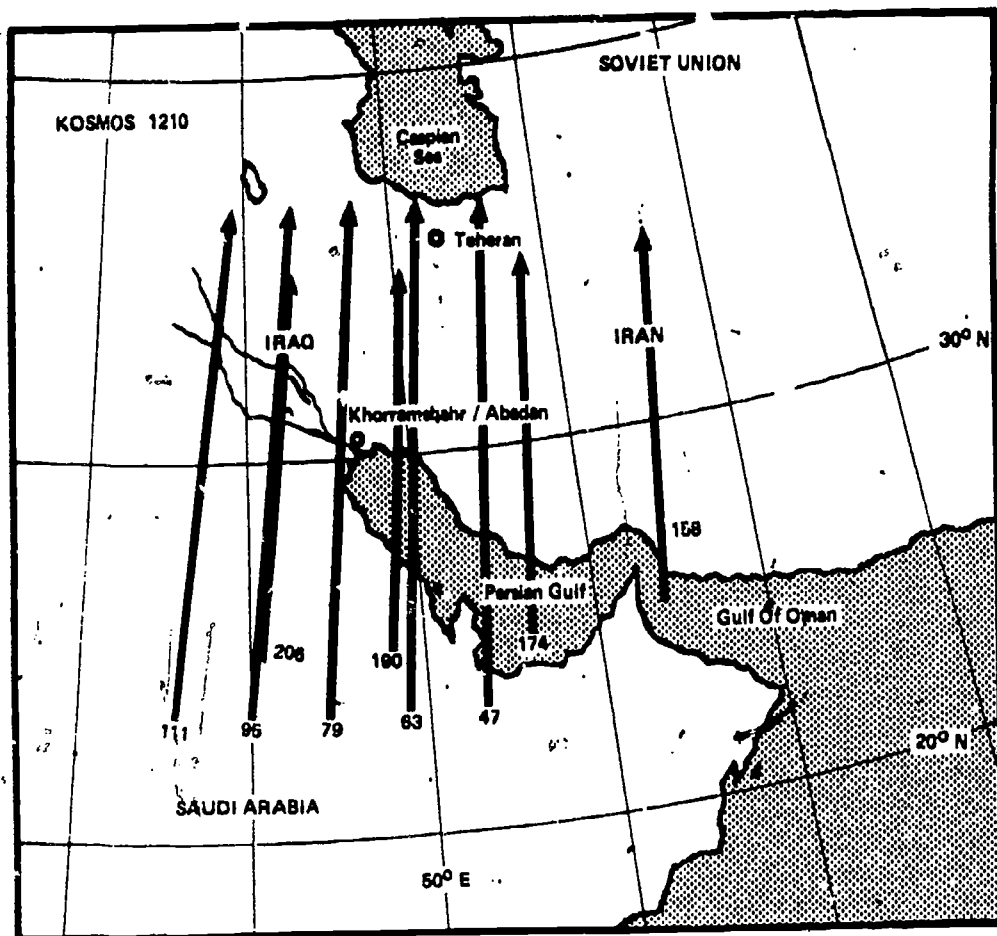 SOVIET UNION
KOSMOS 1210
Caspian
Sea
Teheran
IRAQ
IRAN
30° N
Khorramshahr / Abadan
158
Persian Gulf
Gulf Of Oman
206
190
174
111
95
79
63
47
20° N
SAUDI ARABIA
50° E